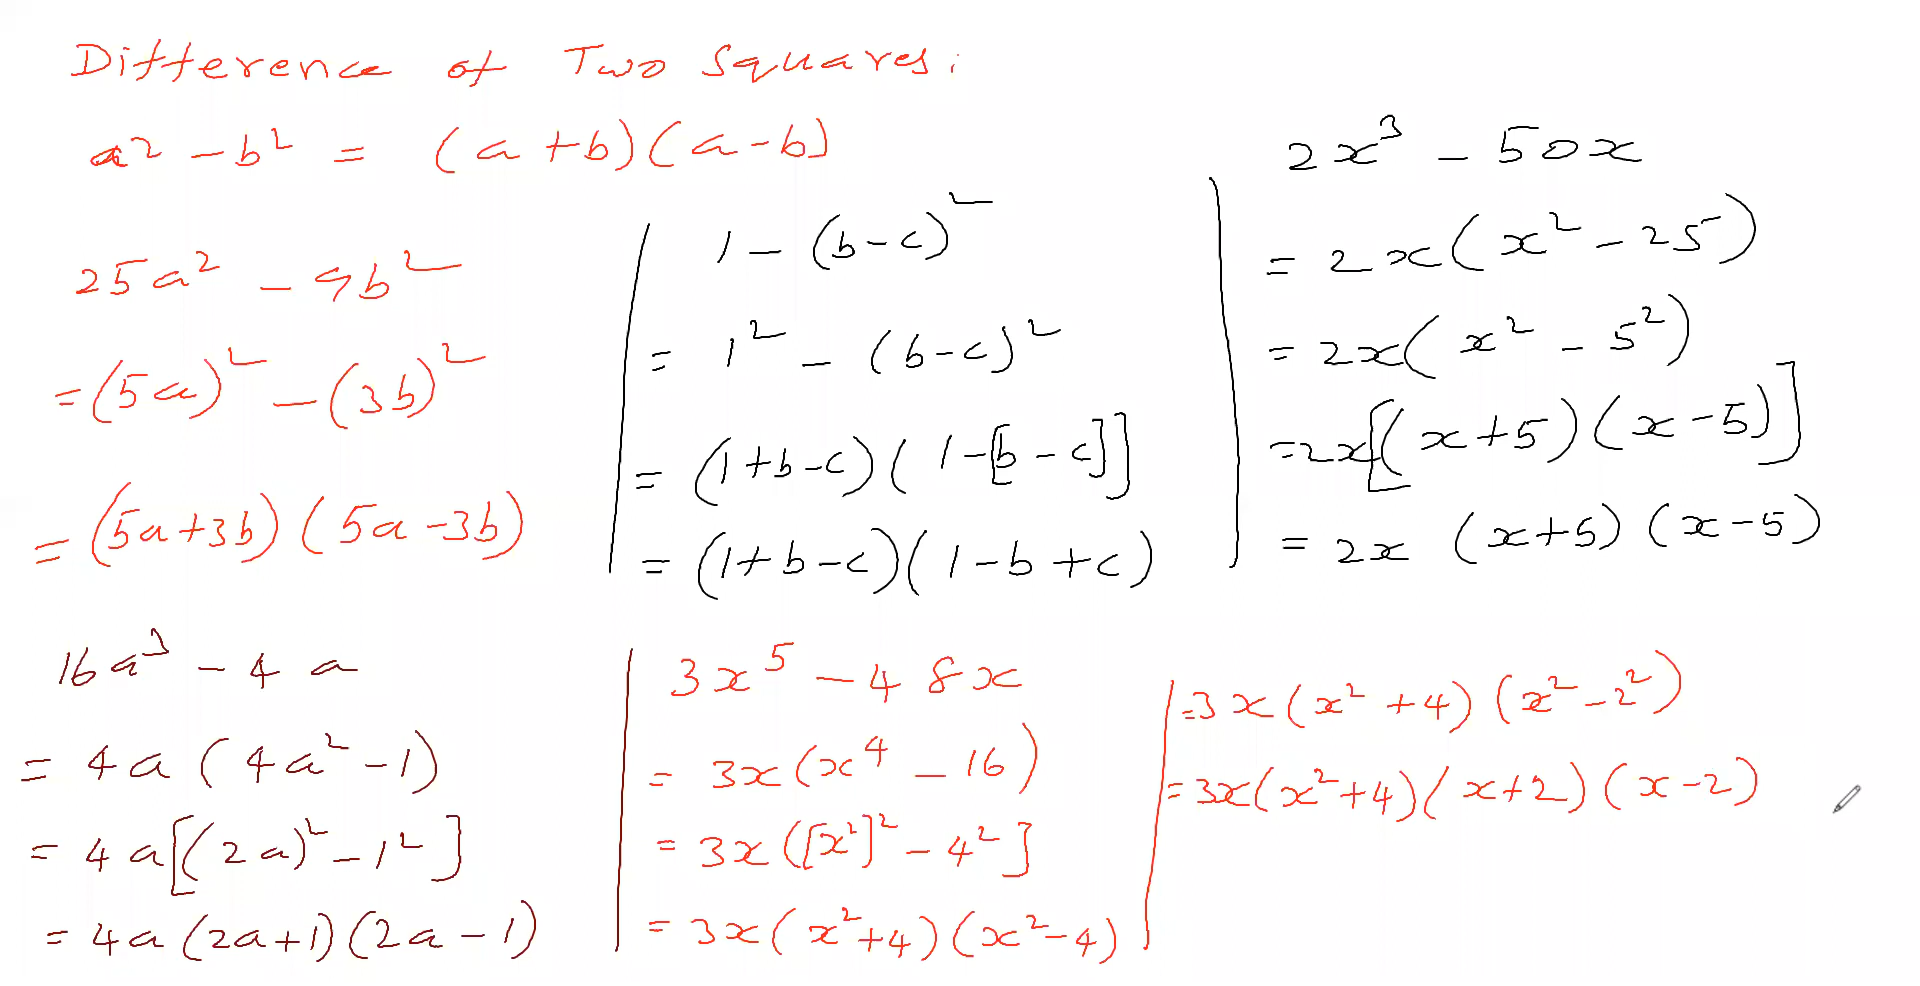 Difference of Two Squares:
a² - b² = (a+b)(a-b)
25a² - 9b²
= (5a)² - (3b)²
= (5a+3b)(5a-3b)
1 - (b-c)²
= 1² - (b-c)²
= (1+b-c)(1-[b-c]]
= (1+b-c)(1-b+c)
2x³ - 50x
= 2x(x² - 25)
= 2x(x² - 5²)
= 2x[(x+5)(x-5)]
= 2x (x+5)(x-5)
16a³ - 4a
= 4a(4a² - 1)
= 4a[(2a)² - 1²]
= 4a(2a+1)(2a-1)
3x⁵ - 48x
= 3x(x⁴ - 16)
= 3x([x²]² - 4²]
= 3x(x²+4)(x²-4)
= 3x(x²+4)(x²-2²)
= 3x(x²+4)(x+2)(x-2)